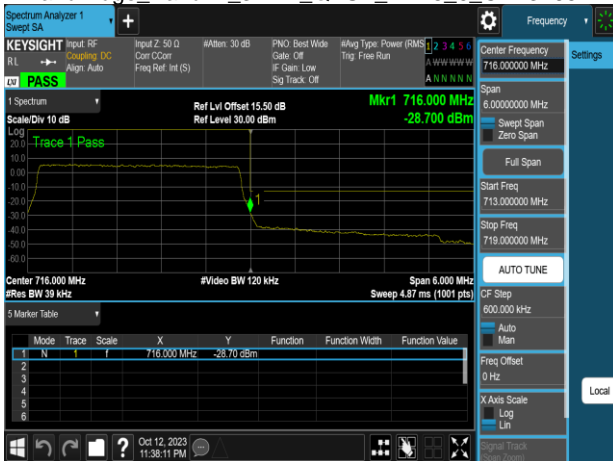 Spectrum Analyzer 1
Swept SA
Frequency
KEYSIGHT
RL
LXI
PASS
Input: RF
Coupling: DC
Align: Auto
Input Z: 50 Ω
Corr CCorr
Freq Ref: Int (S)
#Atten: 30 dB
PNO: Best Wide
Gate: Off
IF Gain: Low
Sig Track: Off
#Avg Type: Power (RMS
Trig: Free Run
1 2 3 4 5 6
A W W W W W
A N N N N N
1 Spectrum
Scale/Div 10 dB
Ref Lvl Offset 15.50 dB
Ref Level 30.00 dBm
Mkr1 716.000 MHz
-28.700 dBm
Log
Trace 1 Pass
20.0
10.0
0.00
-10.0
-20.0
-30.0
-40.0
-50.0
-60.0
1
Center 716.000 MHz
#Video BW 120 kHz
Span 6.000 MHz
#Res BW 39 kHz
Sweep 4.87 ms (1001 pts)
5 Marker Table
Mode Trace Scale X Y Function Function Width Function Value
1 N 1 f 716.000 MHz -28.70 dBm
2
3
4
5
6
Oct 12, 2023
11:38:11 PM
Center Frequency
716.000000 MHz
Span
6.00000000 MHz
Swept Span
Zero Span
Full Span
Start Freq
713.000000 MHz
Stop Freq
719.000000 MHz
AUTO TUNE
CF Step
600.000 kHz
Auto
Man
Freq Offset
0 Hz
X Axis Scale
Log
Lin
Signal Track
(Span Zoom)
Settings
Local